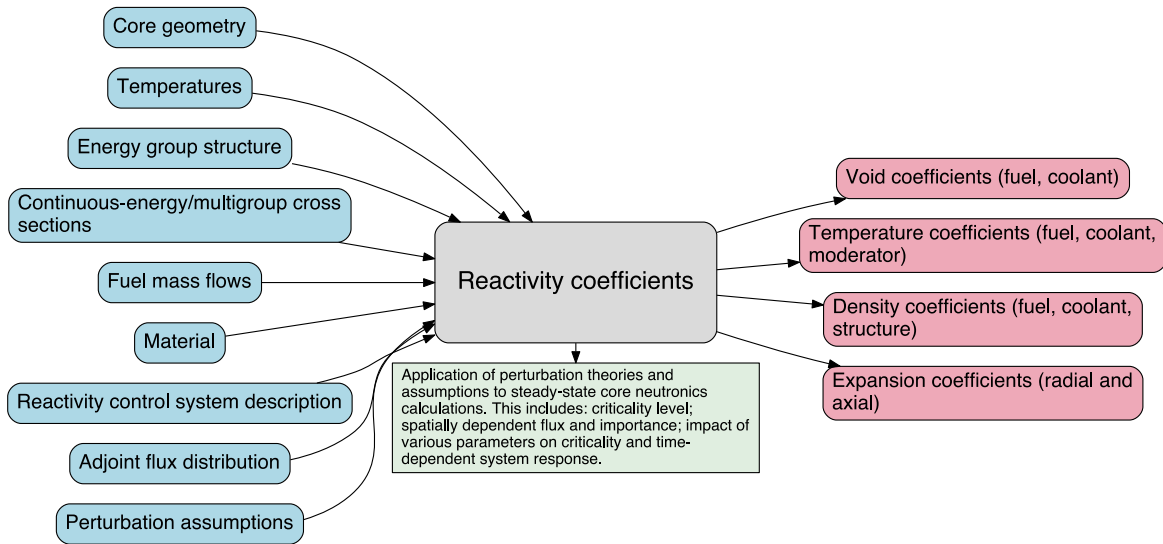 Core geometry
Temperatures
Energy group structure
Continuous-energy/multigroup cross
sections
Fuel mass flows
Material
Reactivity control system description
Adjoint flux distribution
Perturbation assumptions
Reactivity coefficients
Application of perturbation theories and
assumptions to steady-state core neutronics
calculations. This includes: criticality level;
spatially dependent flux and importance; impact of
various parameters on criticality and time-
dependent system response.
Void coefficients (fuel, coolant)
Temperature coefficients (fuel, coolant,
moderator)
Density coefficients (fuel, coolant,
structure)
Expansion coefficients (radial and
axial)